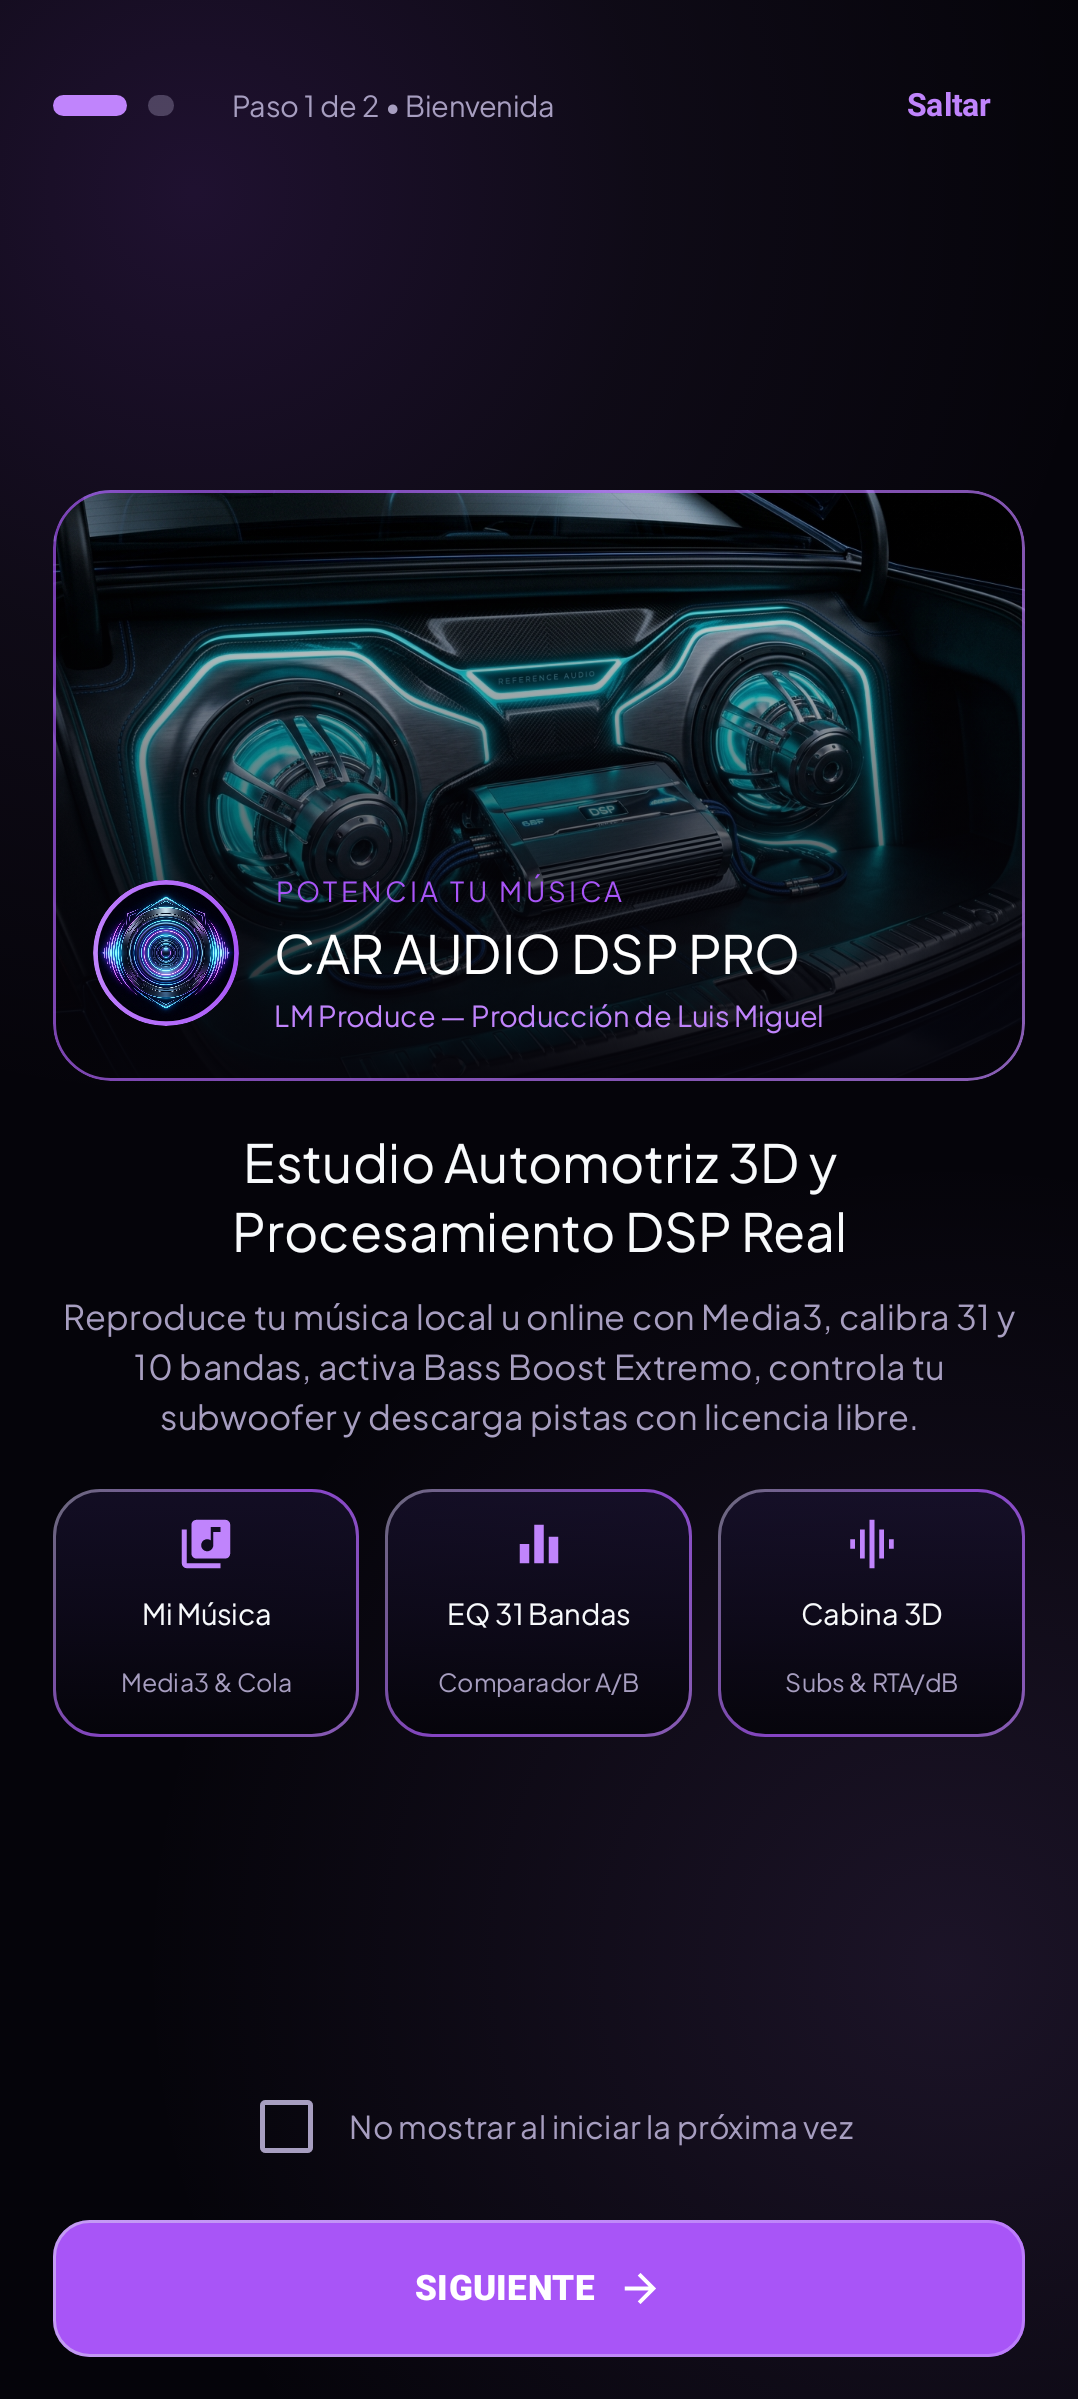 Paso 1 de 2 • Bienvenida
Saltar
REFERENCE AUDIO
DSP
POTENCIA TU MÚSICA
CAR AUDIO DSP PRO
LM Produce — Producción de Luis Miguel
Estudio Automotriz 3D y
Procesamiento DSP Real
Reproduce tu música local u online con Media3, calibra 31 y
10 bandas, activa Bass Boost Extremo, controla tu
subwoofer y descarga pistas con licencia libre.
Mi Música
Media3 & Cola
EQ 31 Bandas
Comparador A/B
Cabina 3D
Subs & RTA/dB
No mostrar al iniciar la próxima vez
SIGUIENTE →